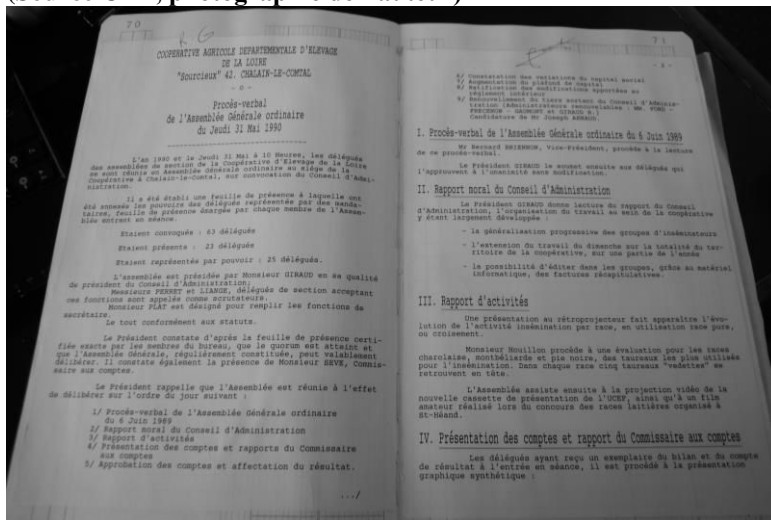 70
R G
COOPERATIVE AGRICOLE DEPARTEMENTALE D'ELEVAGE
DE LA LOIRE
"Sourcieux" 42. CHALAIN-LE-COMTAL
Procès-verbal
de l'Assemblée Générale ordinaire
du Jeudi 31 Mai 1990
L'an 1990 et le Jeudi 31 Mai à 10 Heures, les délégués
des assemblées de section de la Coopérative d'Elevage de la Loire
se sont réunis en Assemblée Générale ordinaire au siège de la
Coopérative à Chalain-le-Comtal, sur convocation du Conseil d'Admi-
nistration.
Il a été établi une feuille de présence à laquelle ont
été annexés les pouvoirs des délégués représentés par des manda-
taires, feuille de présence émargée par chaque membre de l'Assem-
blée entrant en séance.
Etaient convoqués : 63 délégués
Etaient présents : 23 délégués
Etaient représentés par pouvoir : 25 délégués.
L'assemblée est présidée par Monsieur GIRAUD en sa qualité
de président du Conseil d'Administration;
Messieurs PERRET et LIANGE, délégués de section acceptant
ces fonctions sont appelés comme scrutateurs.
Monsieur PLAT est désigné pour remplir les fonctions de
secrétaire.
Le tout conformément aux statuts.
Le Président constate d'après la feuille de présence certi-
fiée exacte par les membres du bureau, que le quorum est atteint et
que l'Assemblée Générale, régulièrement constituée, peut valablement
délibérer. Il constate également la présence de Monsieur SEVE, Commis-
saire aux comptes.
Le Président rappelle que l'Assemblée est réunie à l'effet
de délibérer sur l'ordre du jour suivant :
1/ Procès-verbal de l'Assemblée Générale ordinaire
du 6 Juin 1989
2/ Rapport moral du Conseil d'Administration
3/ Rapport d'activités
4/ Présentation des comptes et rapports du Commissaire
aux comptes
5/ Approbation des comptes et affectation du résultat.
.../
71
6/ Constatation des variations du capital social
7/ Augmentation du plafond de capital
8/ Ratification des modifications apportées au
règlement intérieur
9/ Renouvellement du tiers sortant du Conseil d'Adminis-
tration (Administrateurs renouvelables : MM.
GAUMONT et GIRAUD
Candidature de Mr Joseph
I. Procès-verbal de l'Assemblée Générale ordinaire du 6 Juin 1989
Mr Bernard Vice-Président, procède à la lecture
de ce procès-verbal.
Le Président GIRAUD le soumet ensuite aux délégués qui
l'approuvent à l'unanimité sans modification.
II. Rapport moral du Conseil d'Administration
Le Président GIRAUD donne lecture du rapport du Conseil
d'Administration, l'organisation du travail au sein de la coopérative
y étant largement développée :
- la généralisation progressive des groupes d'inséminateurs
- l'extension du travail du dimanche sur la totalité du ter-
ritoire de la coopérative, sur une partie de l'année
- la possibilité d'éditer dans les groupes, grâce au matériel
informatique, des factures récapitulatives.
III. Rapport d'activités
Une présentation au rétroprojecteur fait apparaître l'évo-
lution de l'activité insémination par race, en utilisation race pure,
ou croisement.
Monsieur Nouillon procède à une évaluation pour les races
charolaise, montbéliarde et pie noire, des taureaux les plus utilisés
pour l'insémination. Dans chaque race cinq taureaux "vedettes" se
retrouvent en tête.
L'Assemblée assiste ensuite à la projection vidéo de la
nouvelle cassette de présentation de l'UCEF, ainsi qu'à un film
amateur réalisé lors du concours des races laitières organisé à
St-Héand.
IV. Présentation des comptes et rapport du Commissaire aux comptes
Les délégués ayant reçu un exemplaire du bilan et du compte
de résultat à l'entrée en séance, il est procédé à la présentation
graphique synthétique :